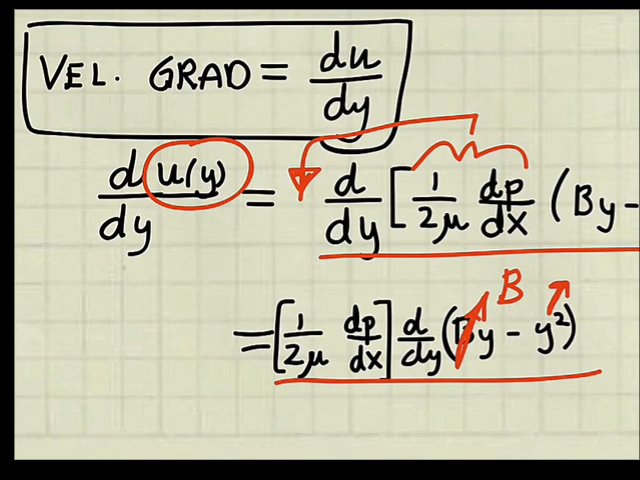 VEL. GRAD = du/dy
d u(y)/dy = d/dy [ 1/2μ dp/dx (By -
B
= [ 1/2μ dp/dx ] d/dy (By - y²)